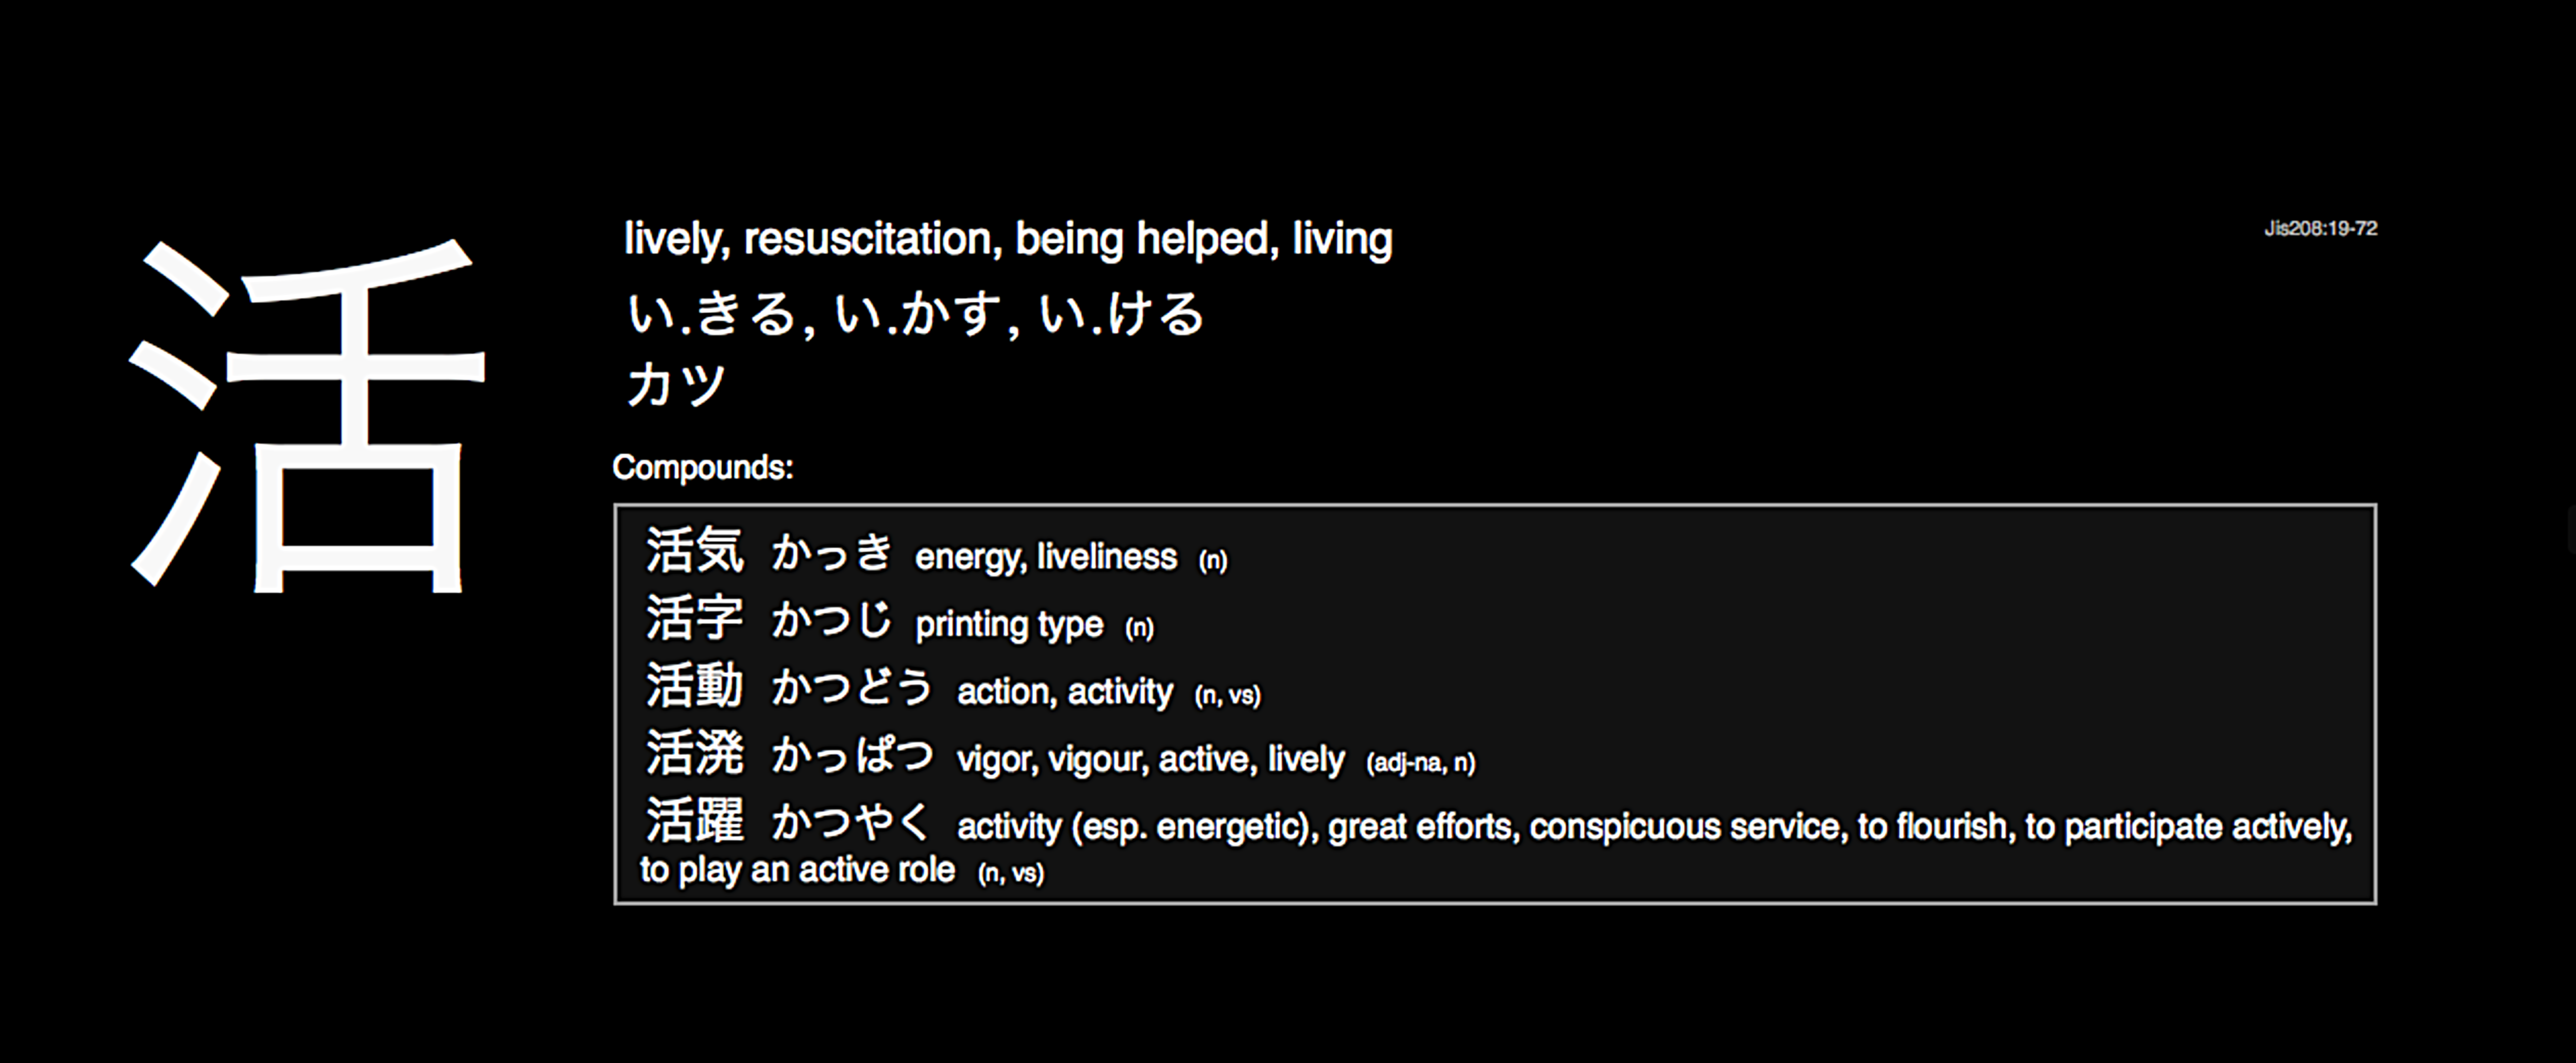 活
lively, resuscitation, being helped, living
Jis208:19-72
い.きる, い.かす, い.ける
カツ
Compounds:
活気 かっき energy, liveliness (n)
活字 かつじ printing type (n)
活動 かつどう action, activity (n, vs)
活溌 かっぱつ vigor, vigour, active, lively (adj-na, n)
活躍 かつやく activity (esp. energetic), great efforts, conspicuous service, to flourish, to participate actively,
to play an active role (n, vs)